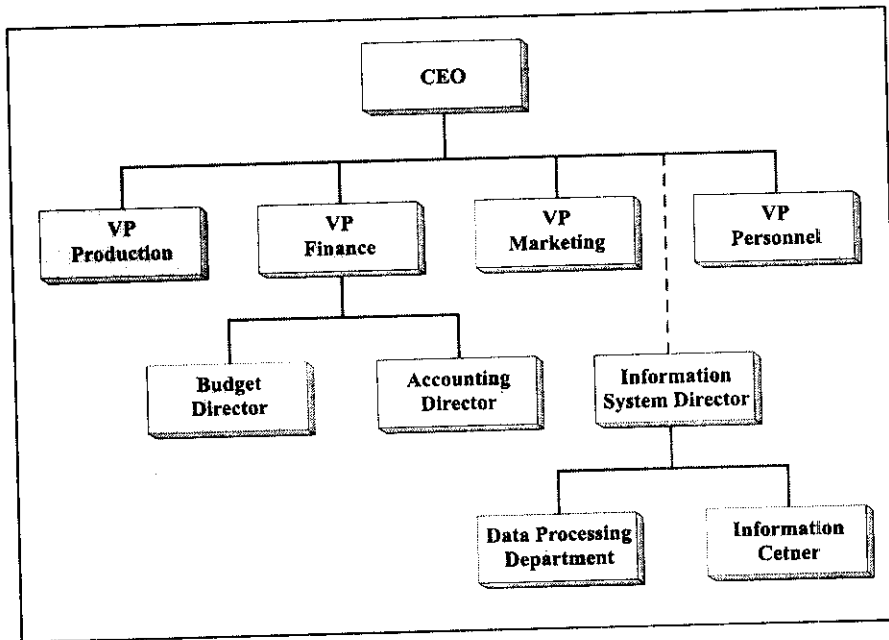 CEO
VP
Production
VP
Finance
VP
Marketing
VP
Personnel
Budget
Director
Accounting
Director
Information
System Director
Data Processing
Department
Information
Cetner